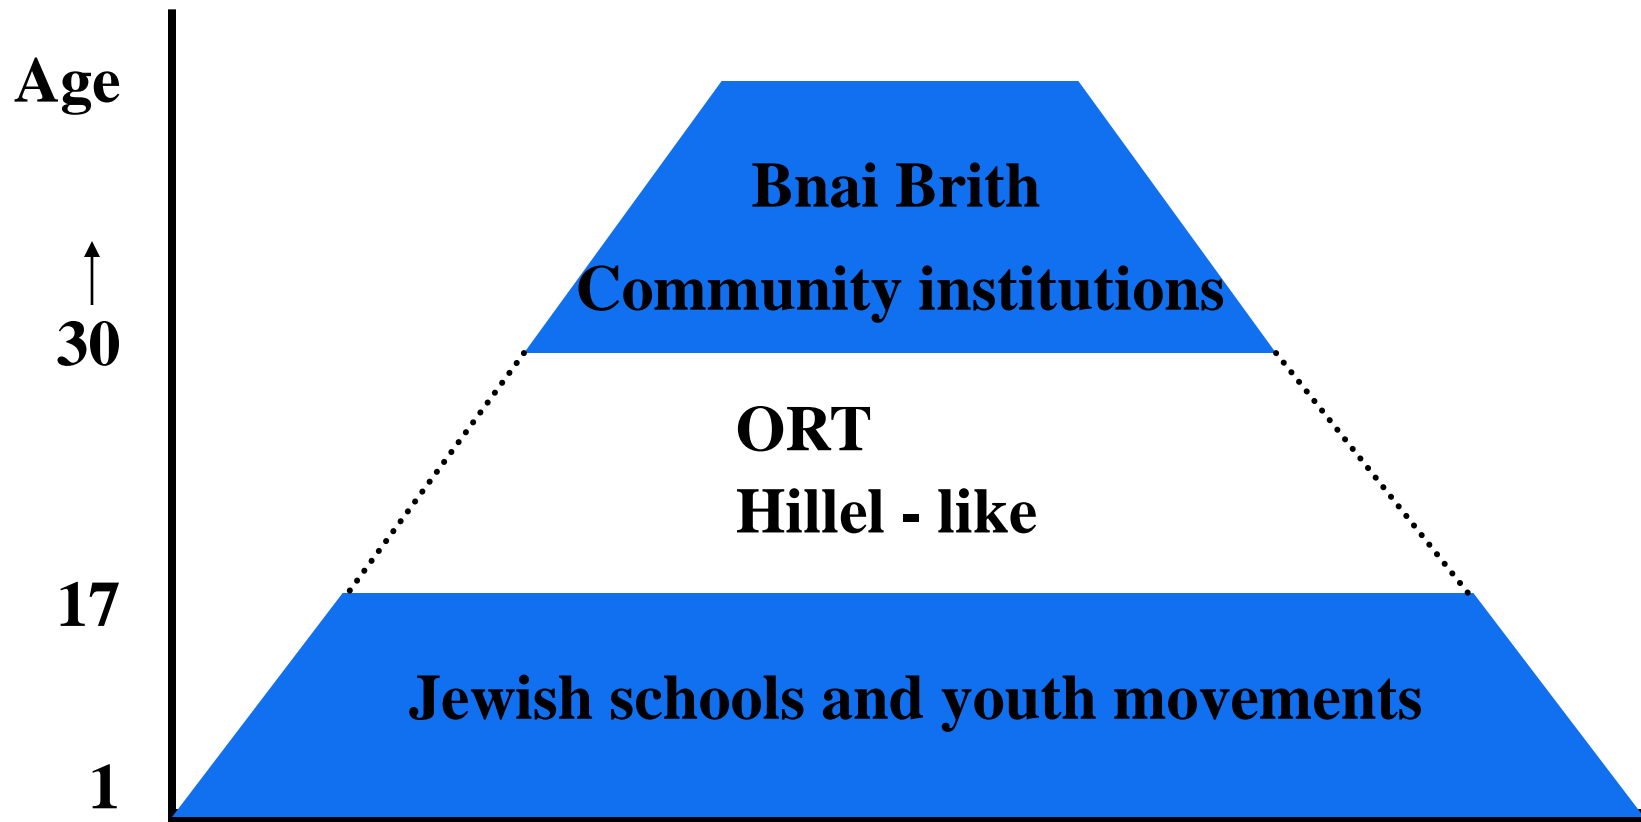 Age
Bnai Brith
Community institutions
30
ORT
Hillel - like
17
Jewish schools and youth movements
1